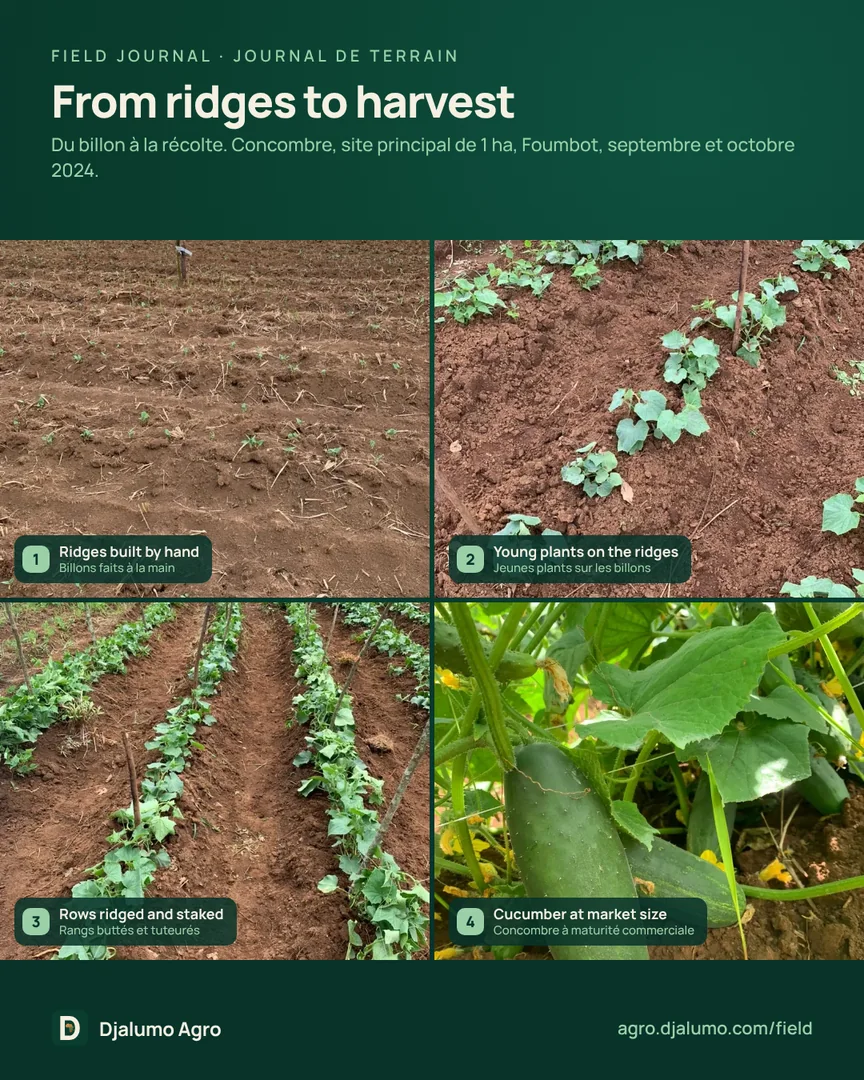 FIELD JOURNAL · JOURNAL DE TERRAIN
From ridges to harvest
Du billon à la récolte. Concombre, site principal de 1 ha, Foumbot, septembre et octobre
2024.
1
Ridges built by hand
Billons faits à la main
2
Young plants on the ridges
Jeunes plants sur les billons
3
Rows ridged and staked
Rangs buttés et tuteurés
4
Cucumber at market size
Concombre à maturité commerciale
D
Djalumo Agro
agro.djalumo.com/field